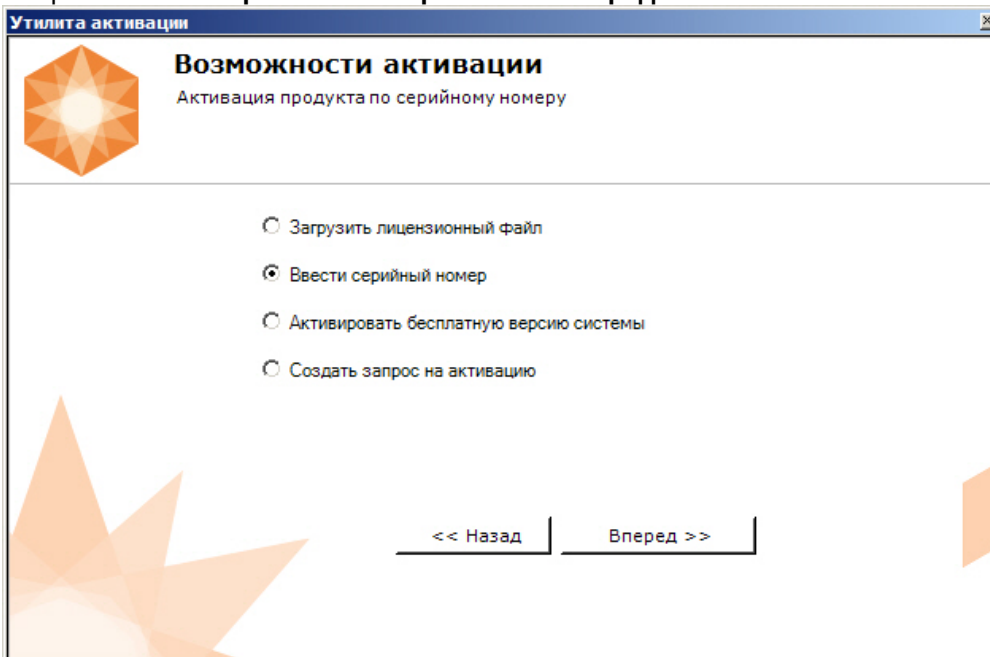 Утилита активации
Возможности активации
Активация продукта по серийному номеру
Загрузить лицензионный файл
Ввести серийный номер
Активировать бесплатную версию системы
Создать запрос на активацию
<< Назад
Вперед >>